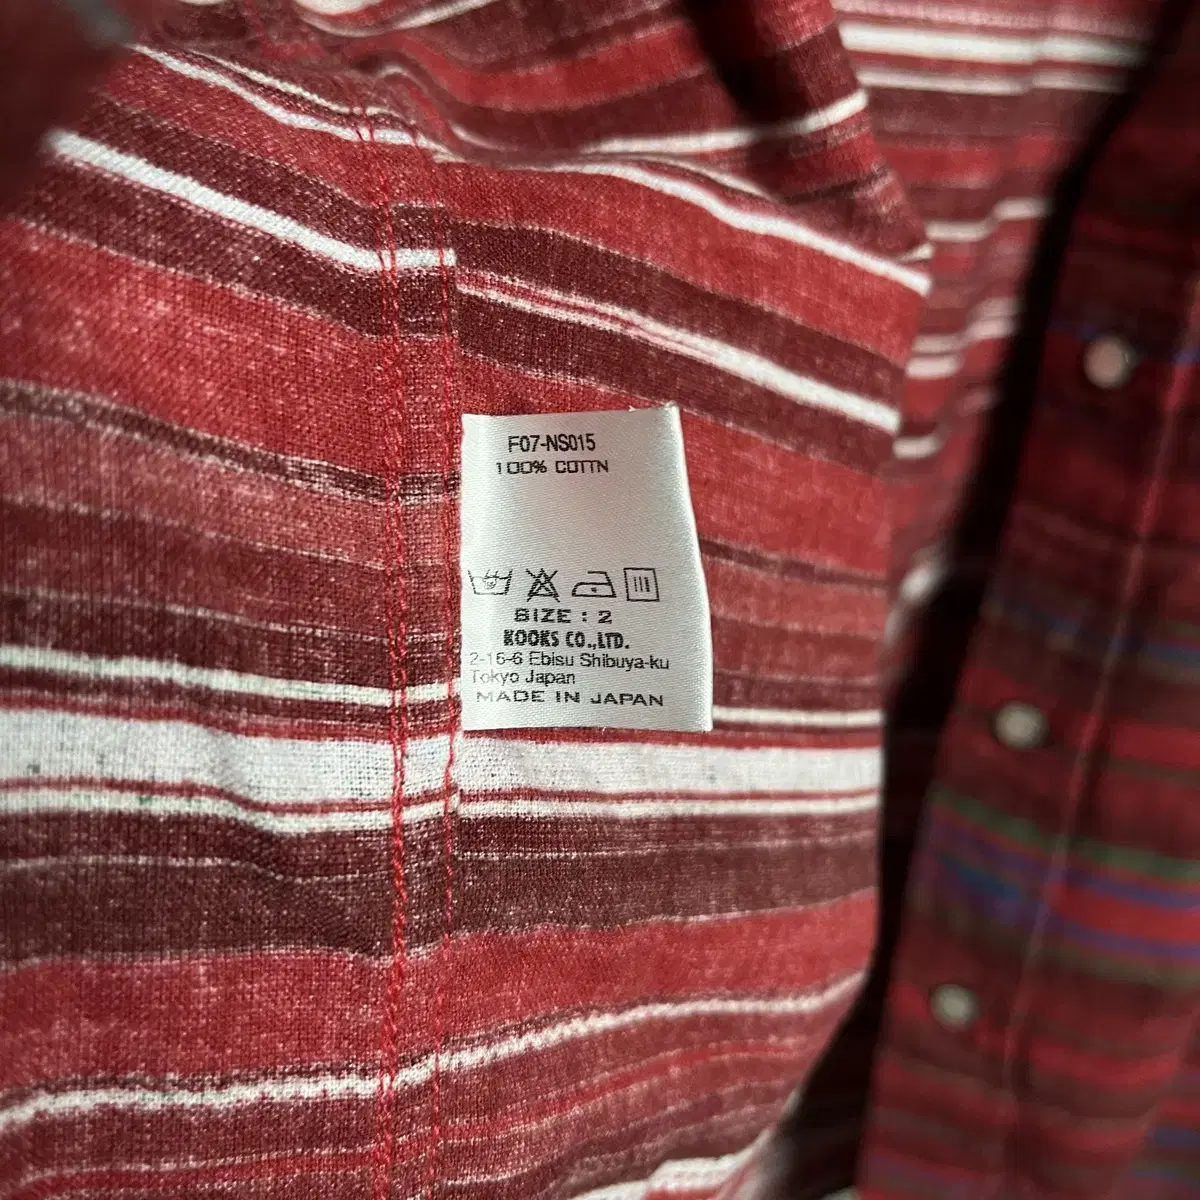 F07-NS015
100% COTTN
SIZE : 2
KOOKS CO.,LTD.
2-16-6 Ebisu Shibuya-ku
Tokyo Japan
MADE IN JAPAN